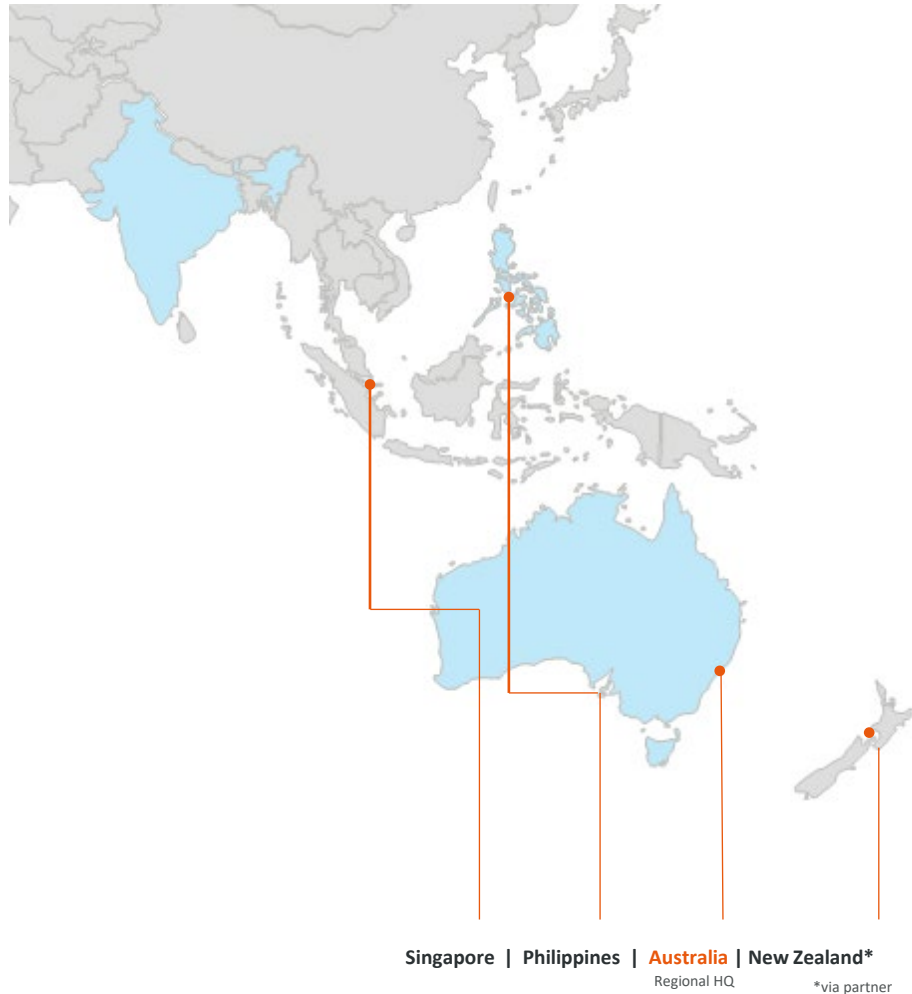 Singapore | Philippines | Australia | New Zealand*
Regional HQ
*via partner